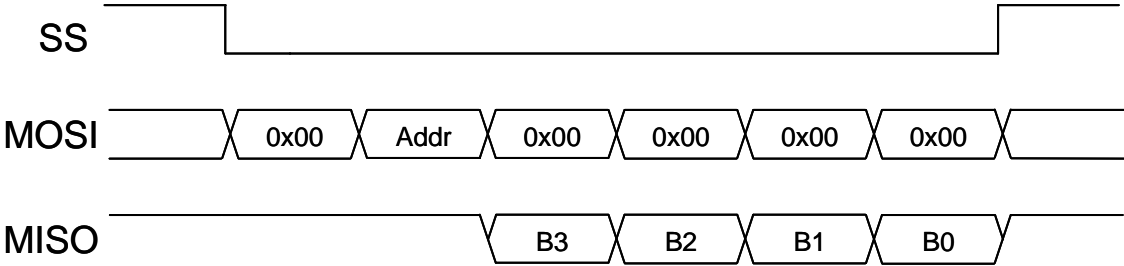 SS
MOSI 0x00 Addr 0x00 0x00 0x00 0x00
MISO B3 B2 B1 B0